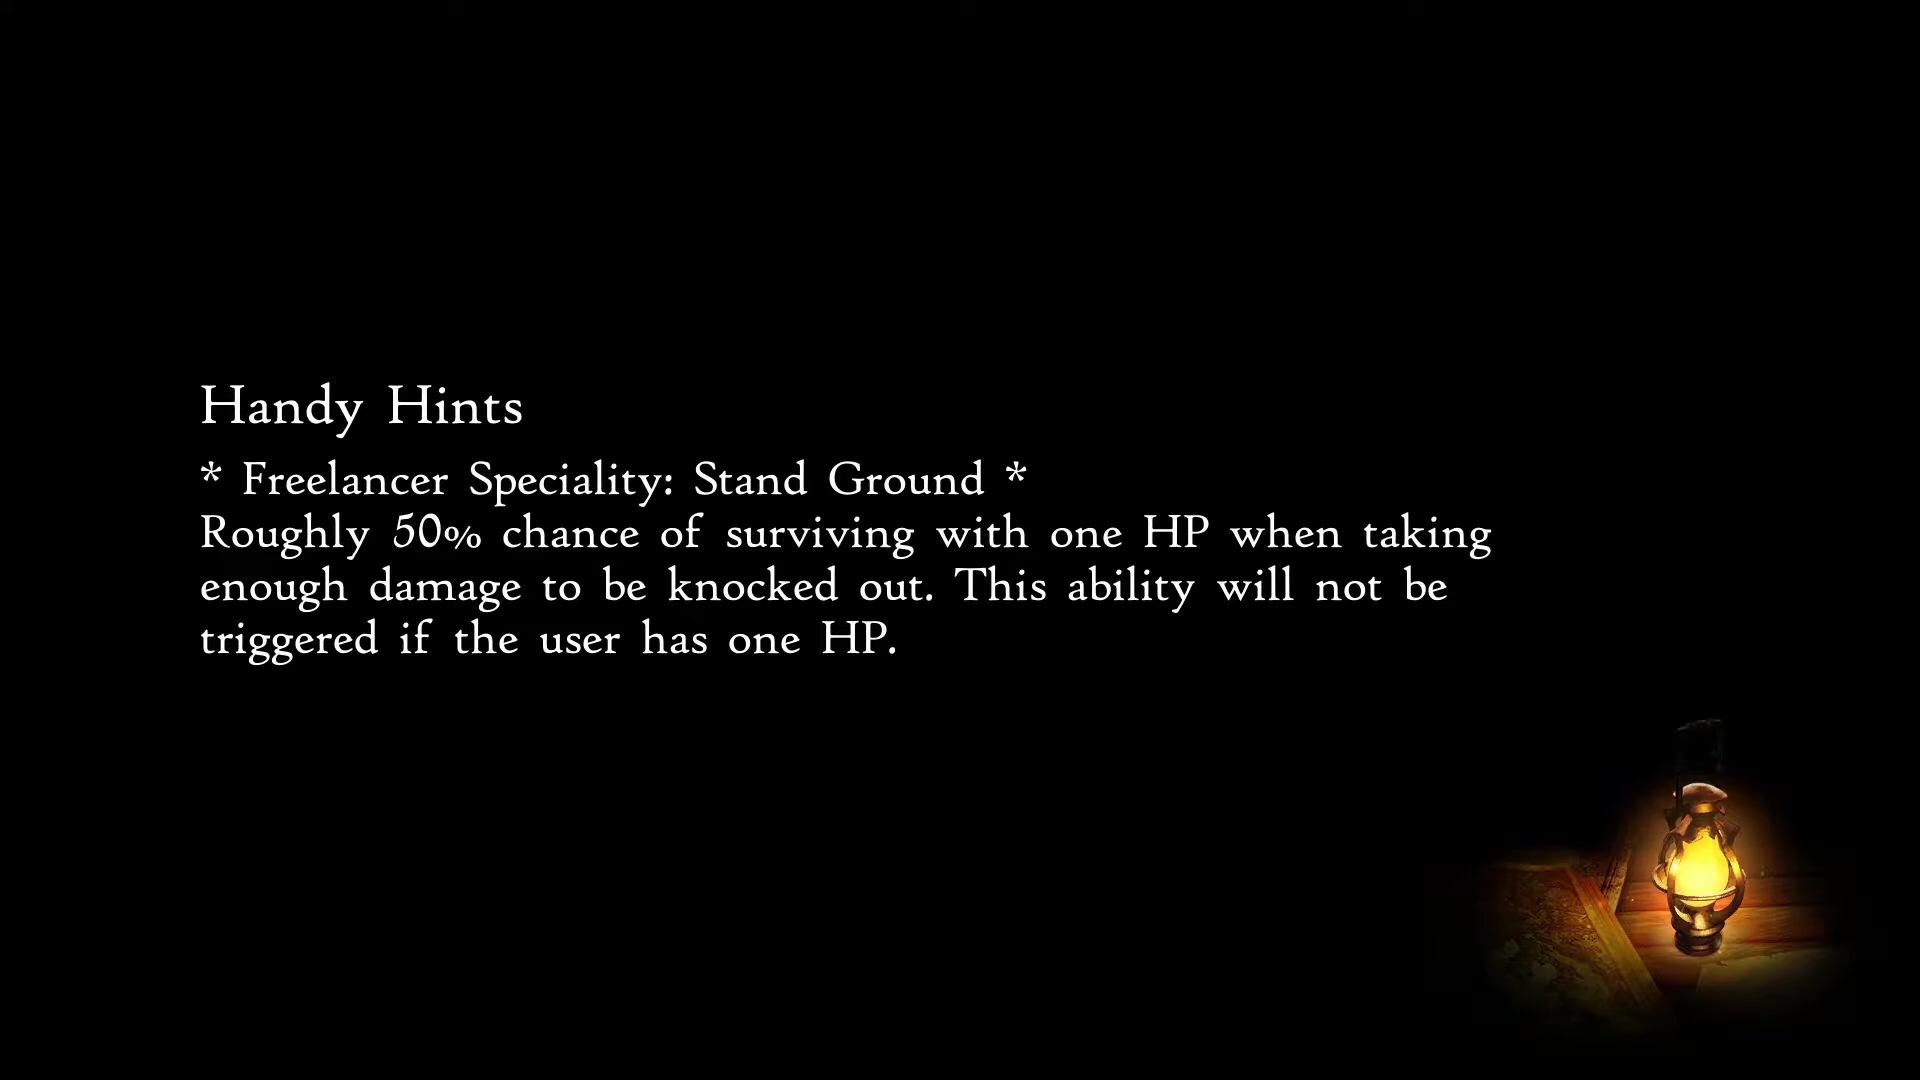 Handy Hints
* Freelancer Speciality: Stand Ground *
Roughly 50% chance of surviving with one HP when taking
enough damage to be knocked out. This ability will not be
triggered if the user has one HP.